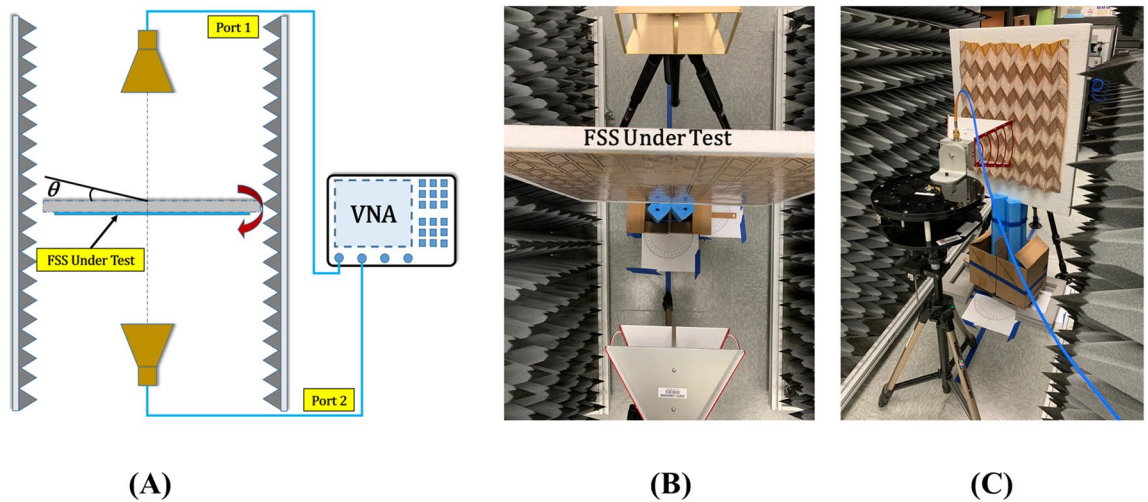 Port 1
θ
VNA
FSS Under Test
Port 2
FSS Under Test
(A)
(B)
(C)